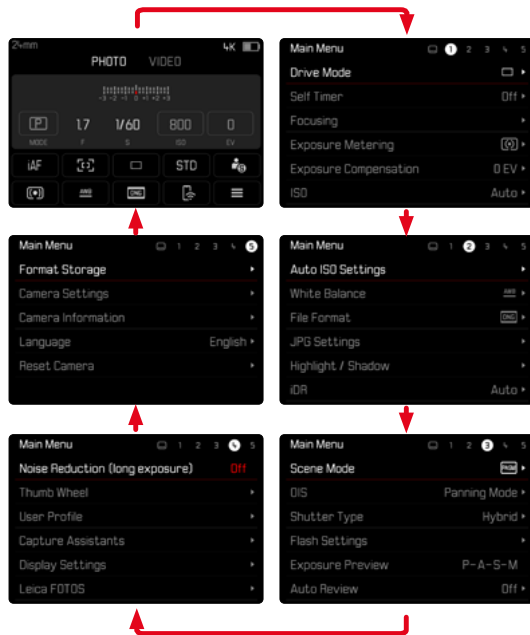 24mm 4K
PHOTO VIDEO
-3 -2 -1 0 +1 +2 +3
P 1.7 1/60 800 0
MODE F S ISO EV
iAF STD
AWB DNG
Main Menu 1 2 3 4 5
Drive Mode
Self Timer Off
Focusing
Exposure Metering
Exposure Compensation 0 EV
ISO Auto
Main Menu 1 2 3 4 5
Format Storage
Camera Settings
Camera Information
Language English
Reset Camera
Main Menu 1 2 3 4 5
Auto ISO Settings
White Balance AWB
File Format DNG
JPG Settings
Highlight / Shadow
iDR Auto
Main Menu 1 2 3 4 5
Noise Reduction (long exposure) Off
Thumb Wheel
User Profile
Capture Assistants
Display Settings
Leica FOTOS
Main Menu 1 2 3 4 5
Scene Mode PASM
OIS Panning Mode
Shutter Type Hybrid
Flash Settings
Exposure Preview P-A-S-M
Auto Review Off